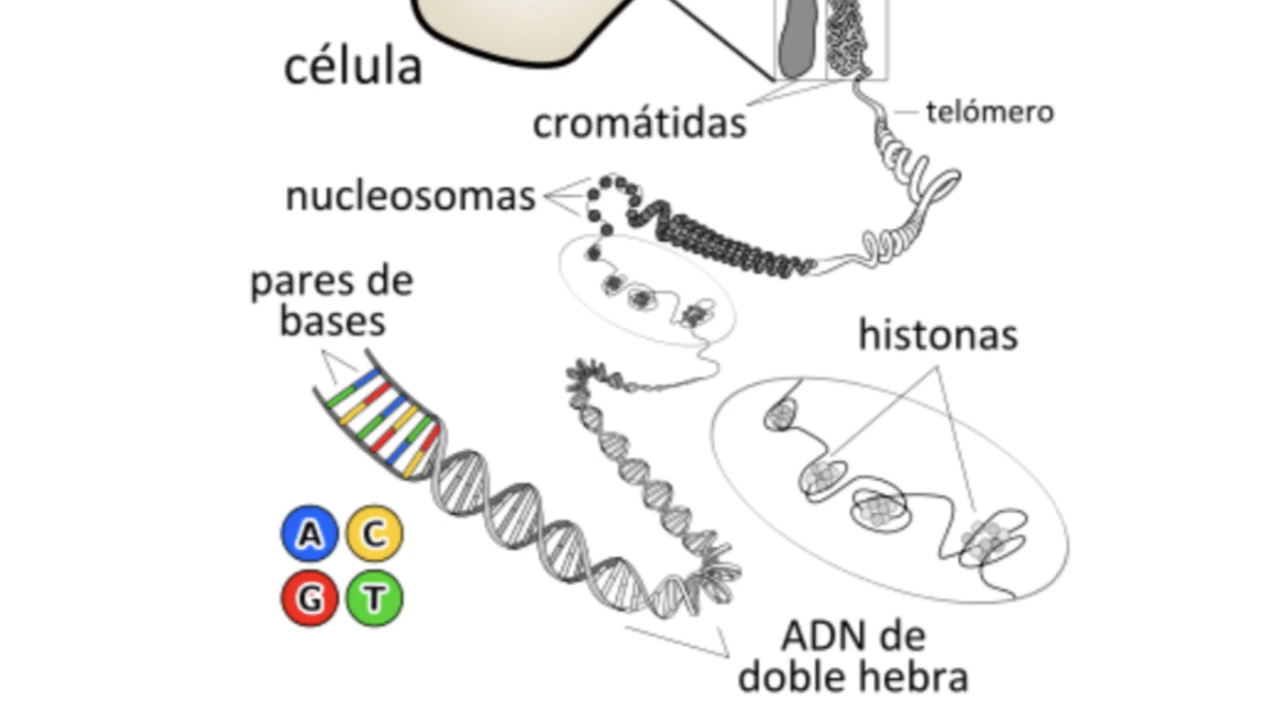 célula
cromátidas
telómero
nucleosomas
pares de
bases
histonas
A C
G T
ADN de
doble hebra